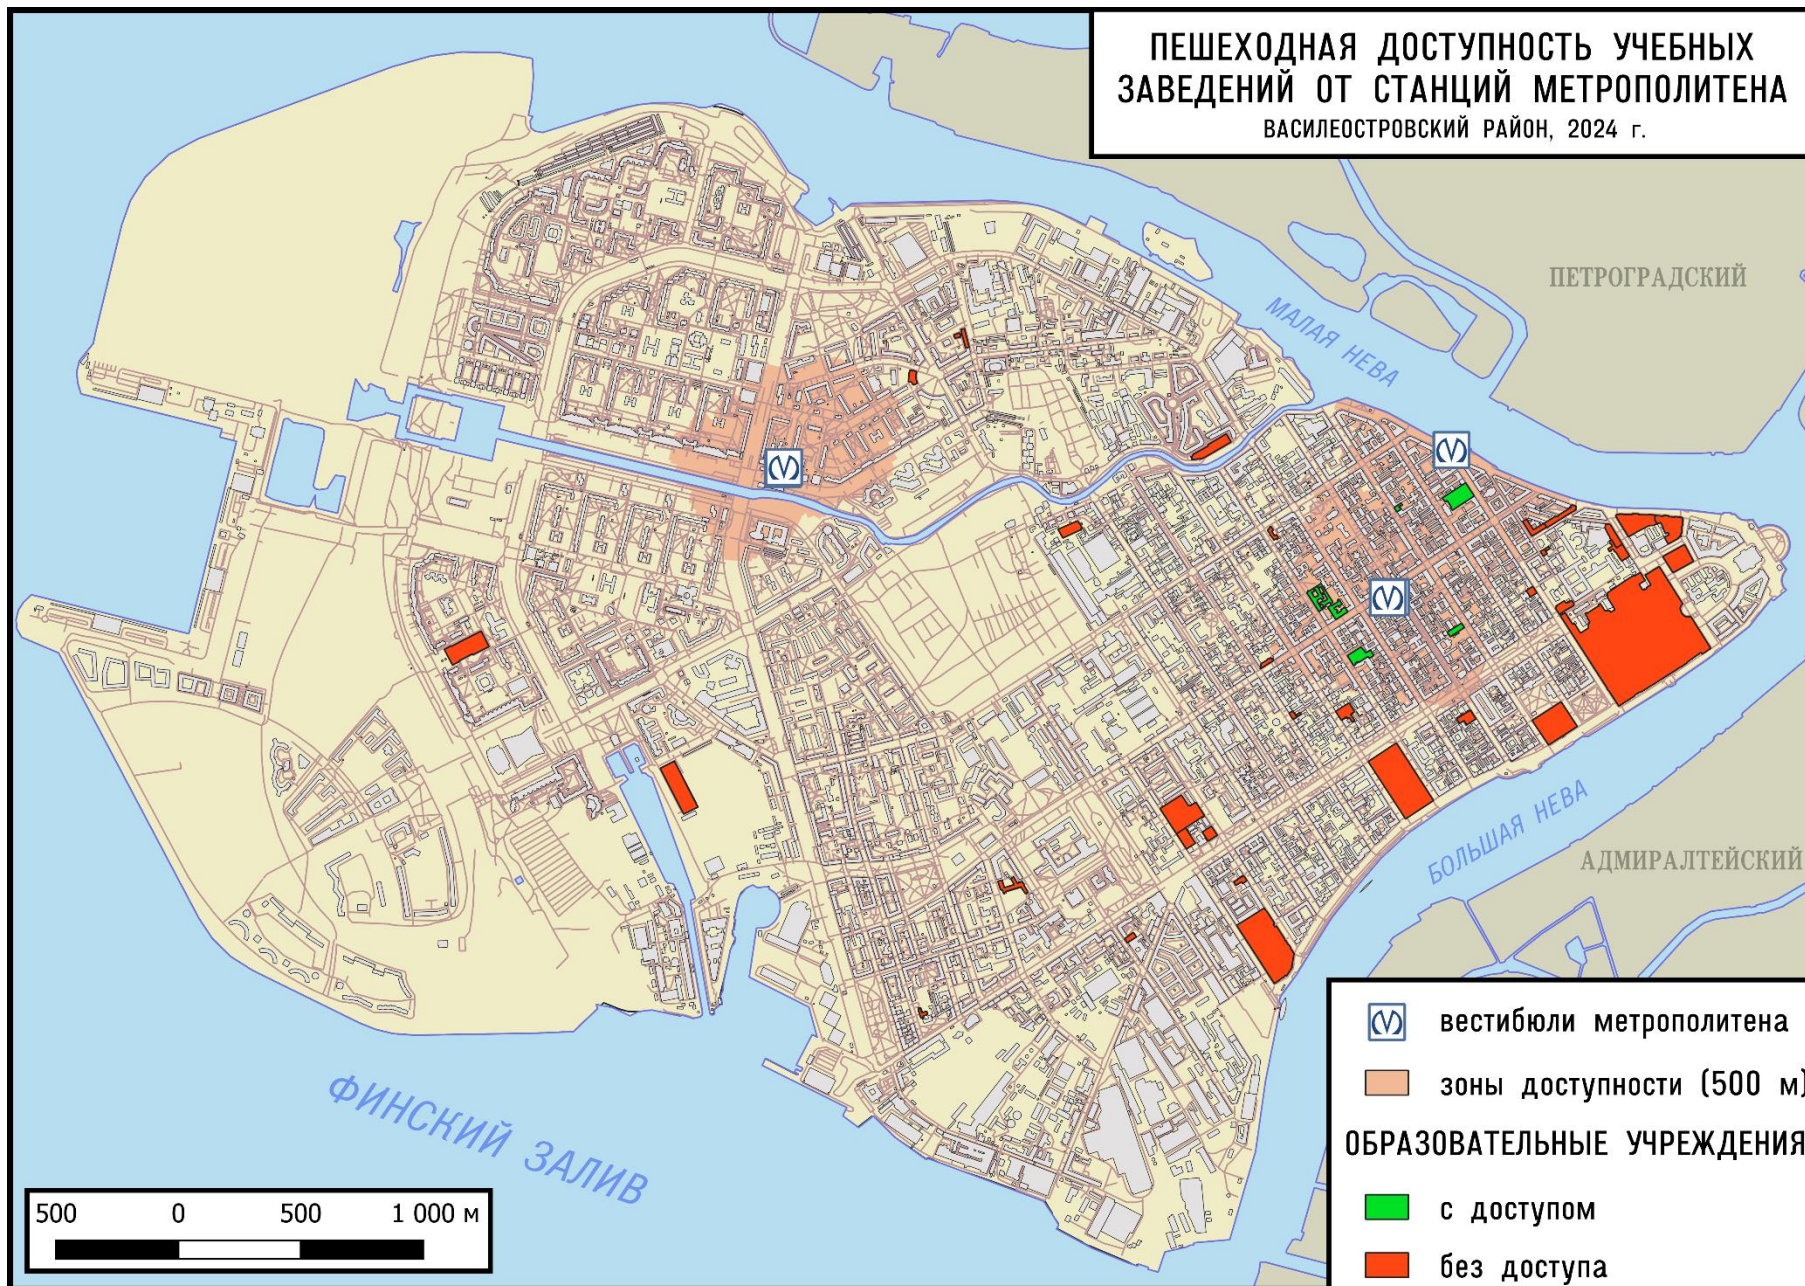 ПЕШЕХОДНАЯ ДОСТУПНОСТЬ УЧЕБНЫХ
ЗАВЕДЕНИЙ ОТ СТАНЦИЙ МЕТРОПОЛИТЕНА
ВАСИЛЕОСТРОВСКИЙ РАЙОН, 2024 г.
ПЕТРОГРАДСКИЙ
МАЛАЯ НЕВА
БОЛЬШАЯ НЕВА
АДМИРАЛТЕЙСКИЙ
ФИНСКИЙ ЗАЛИВ
вестибюли метрополитена
зоны доступности (500 м)
ОБРАЗОВАТЕЛЬНЫЕ УЧРЕЖДЕНИЯ
с доступом
без доступа
500 0 500 1 000 м